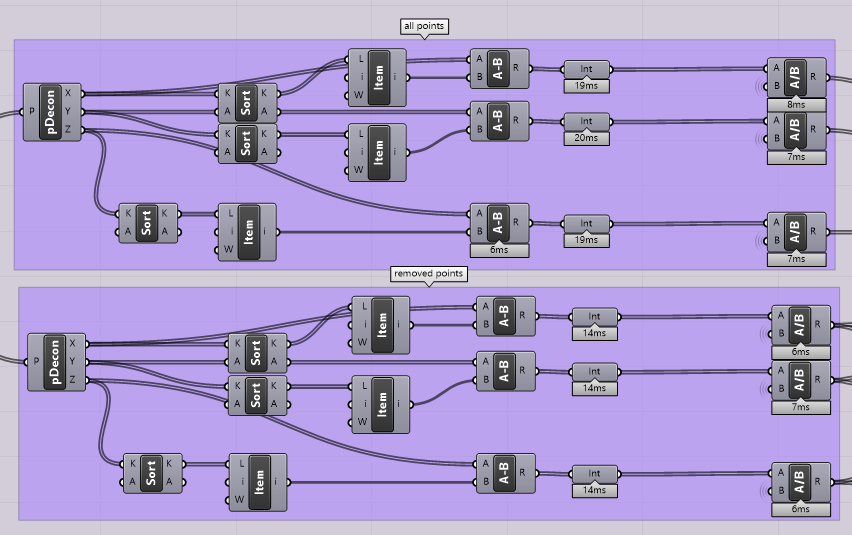 all points
pDecon P X Y Z
Sort K A K A
Sort K A K A
Item L i W i
Item L i W i
A-B A B R
A-B A B R
Int
19ms
Int
20ms
A/B A B R
8ms
A/B A B R
7ms
Sort K A K A
Item L i W i
A-B A B R
6ms
Int
19ms
A/B A B R
7ms
removed points
pDecon P X Y Z
Sort K A K A
Sort K A K A
Item L i W i
Item L i W i
A-B A B R
A-B A B R
Int
14ms
Int
14ms
A/B A B R
6ms
A/B A B R
7ms
Sort K A K A
Item L i W i
A-B A B R
Int
14ms
A/B A B R
6ms